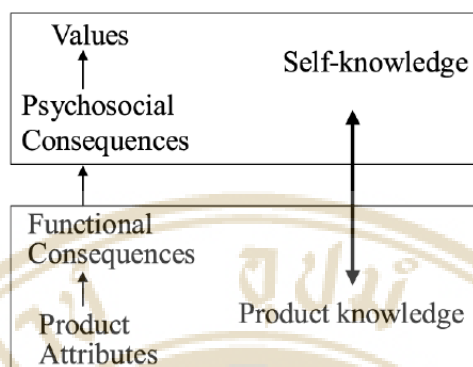 Values
Self-knowledge
Psychosocial
Consequences
Functional
Consequences
Product knowledge
Product
Attributes